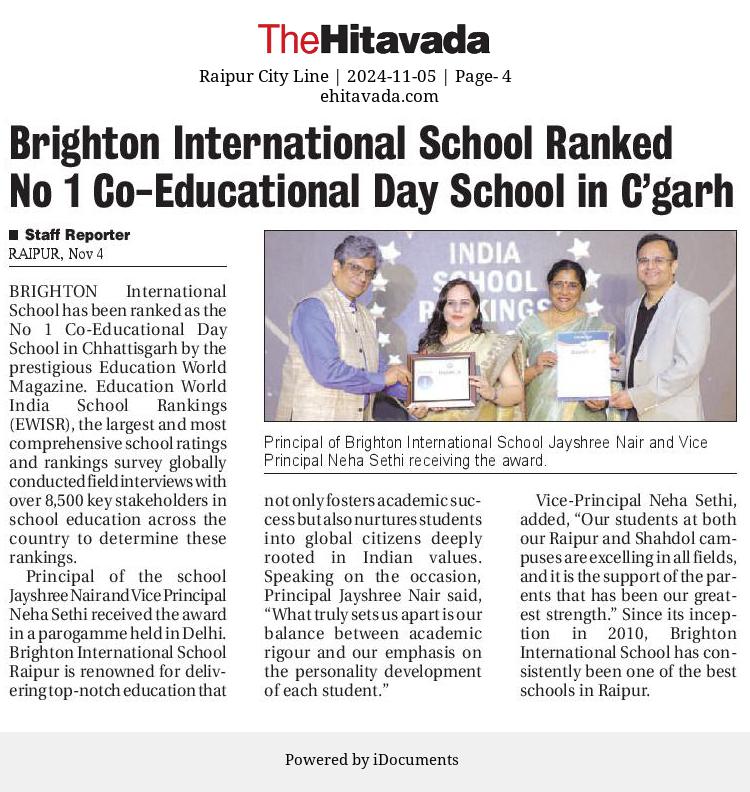 TheHitavada
Raipur City Line | 2024-11-05 | Page- 4
ehitavada.com
Brighton International School Ranked
No 1 Co-Educational Day School in C'garh
■ Staff Reporter
RAIPUR, Nov 4
BRIGHTON International
School has been ranked as the
No 1 Co-Educational Day
School in Chhattisgarh by the
prestigious Education World
Magazine. Education World
India School Rankings
(EWISR), the largest and most
comprehensive school ratings
and rankings survey globally
conducted field interviews with
over 8,500 key stakeholders in
school education across the
country to determine these
rankings.
Principal of the school
Jayshree Nair and Vice Principal
Neha Sethi received the award
in a parogamme held in Delhi.
Brighton International School
Raipur is renowned for deliv-
ering top-notch education that
INDIA
SCHOOL
RANKINGS
Principal of Brighton International School Jayshree Nair and Vice
Principal Neha Sethi receiving the award.
not only fosters academic suc-
cess but also nurtures students
into global citizens deeply
rooted in Indian values.
Speaking on the occasion,
Principal Jayshree Nair said,
“What truly sets us apart is our
balance between academic
rigour and our emphasis on
the personality development
of each student.”
Vice-Principal Neha Sethi,
added, “Our students at both
our Raipur and Shahdol cam-
puses are excelling in all fields,
and it is the support of the par-
ents that has been our great-
est strength.” Since its incep-
tion in 2010, Brighton
International School has con-
sistently been one of the best
schools in Raipur.
Powered by iDocuments